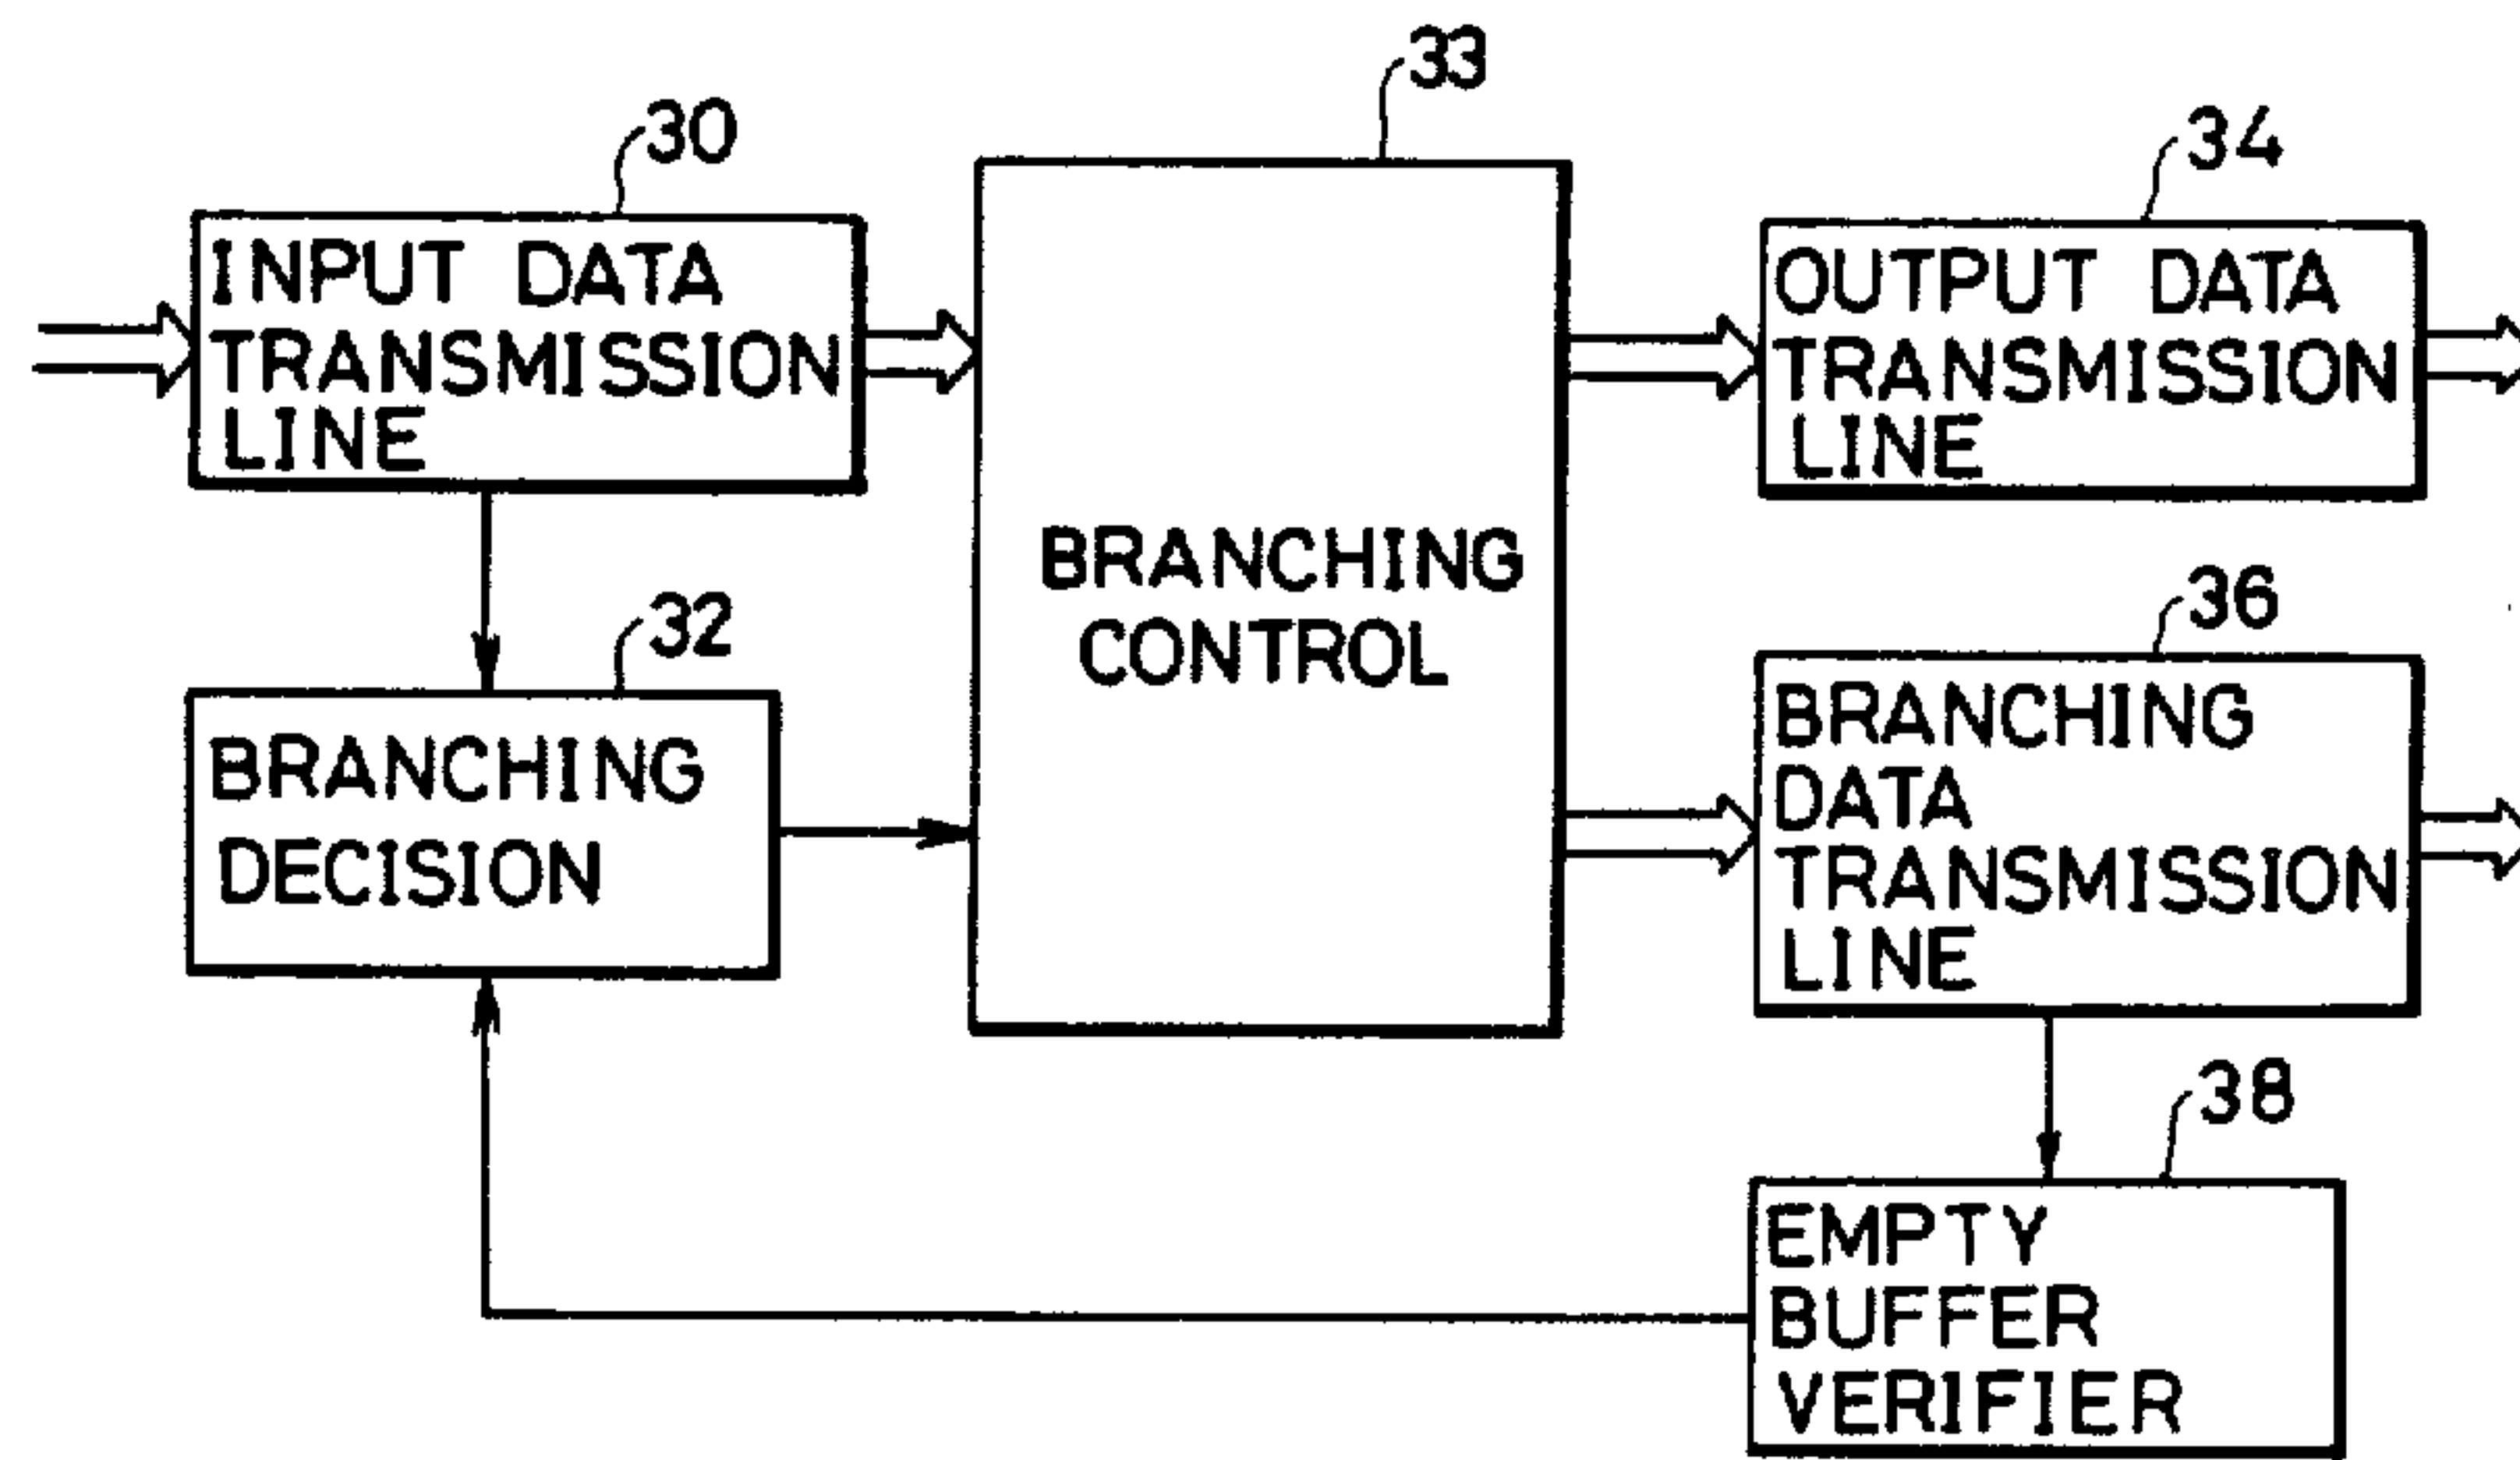 33
30
34
INPUT DATA
TRANSMISSION
LINE
OUTPUT DATA
TRANSMISSION
LINE
BRANCHING
CONTROL
32
36
BRANCHING
DECISION
BRANCHING
DATA
TRANSMISSION
LINE
38
EMPTY
BUFFER
VERIFIER